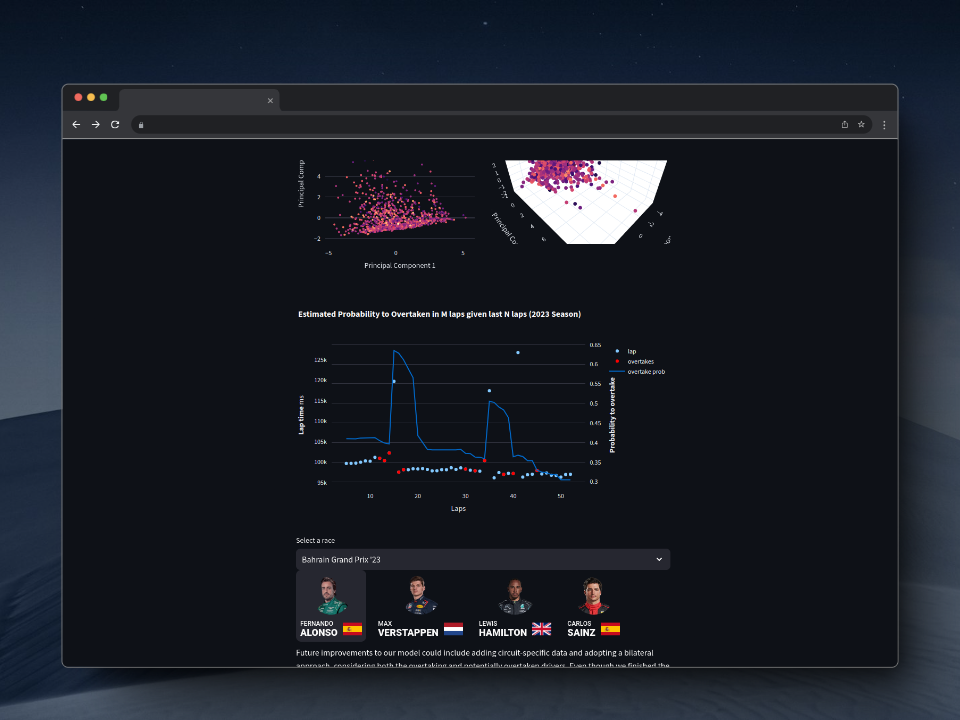 Principal Comp
4
2
0
−2
−5
0
5
Principal Component 1
Principal Co
Estimated Probability to Overtaken in M laps given last N laps (2023 Season)
125k
120k
115k
110k
105k
100k
95k
Lap time ms
10
20
30
40
50
Laps
0.65
0.6
0.55
0.5
0.45
0.4
0.35
0.3
Probability to overtake
lap
overtakes
overtake prob
Select a race
Bahrain Grand Prix '23
FERNANDO
ALONSO
MAX
VERSTAPPEN
LEWIS
HAMILTON
CARLOS
SAINZ
Future improvements to our model could include adding circuit-specific data and adopting a bilateral
approach, considering both the overtaking and potentially overtaken drivers. Even though we finished the